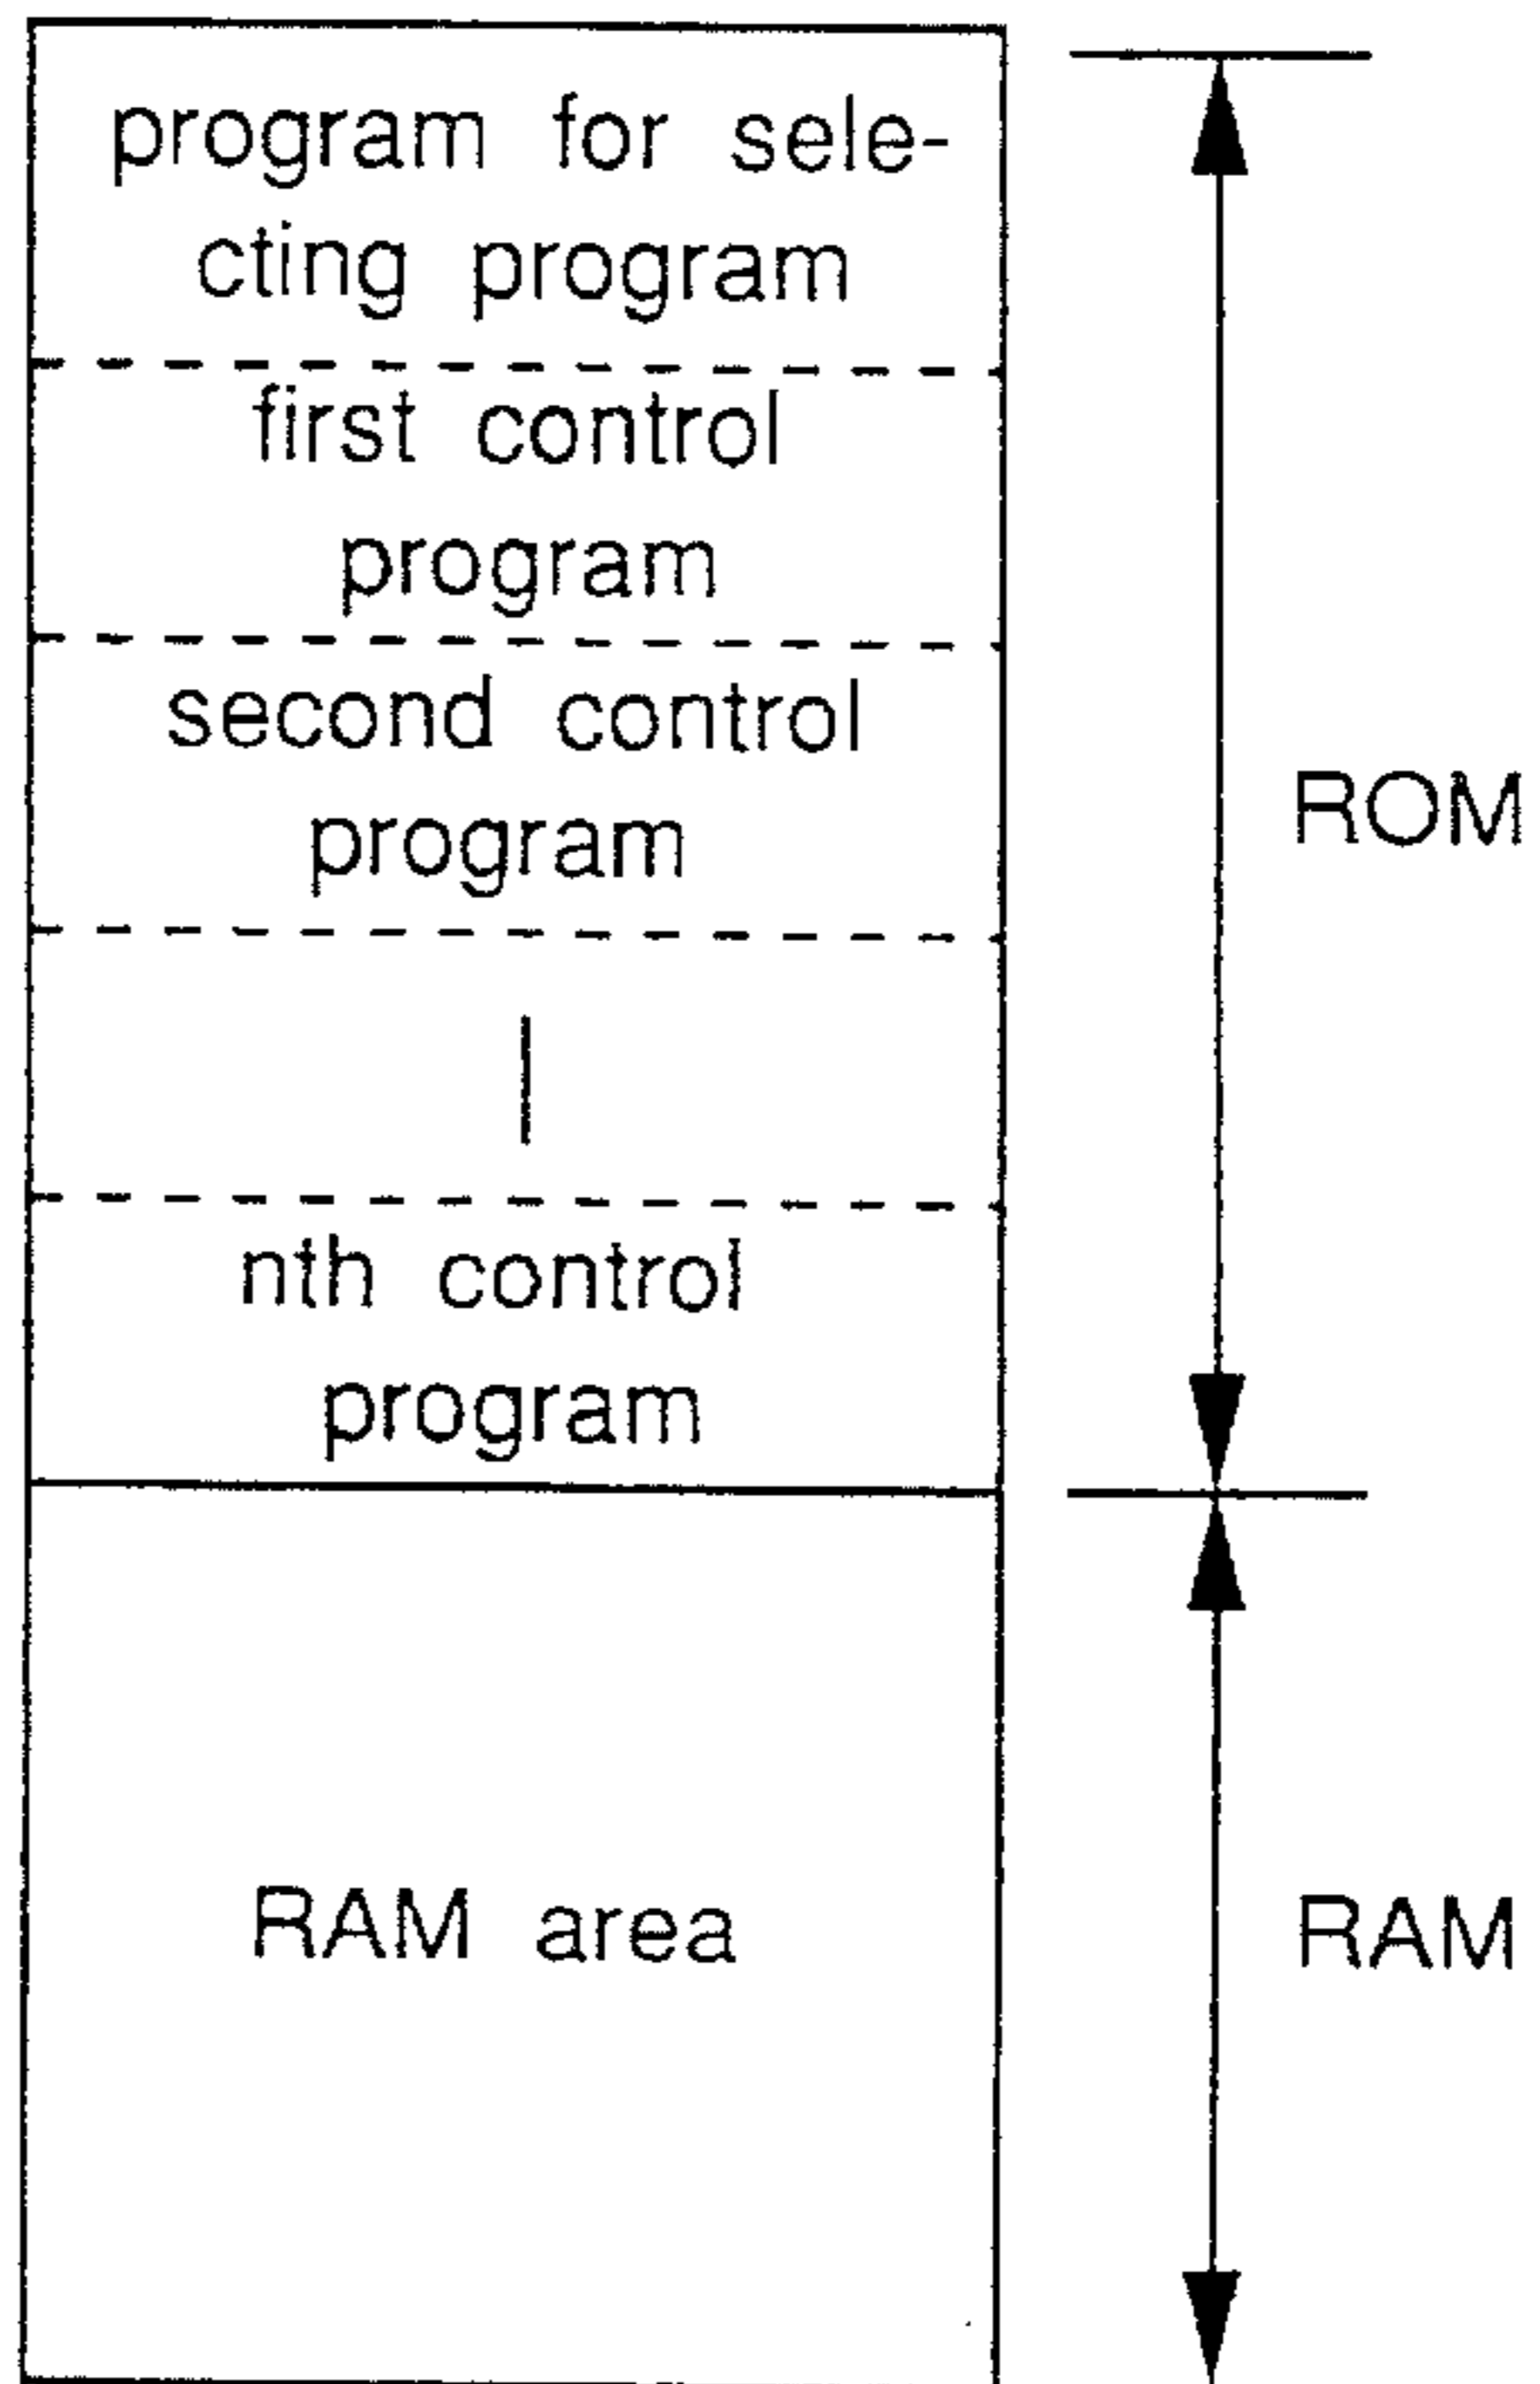 program for sele-
cting program
first control
program
second control
program
ROM
nth control
program
RAM area
RAM